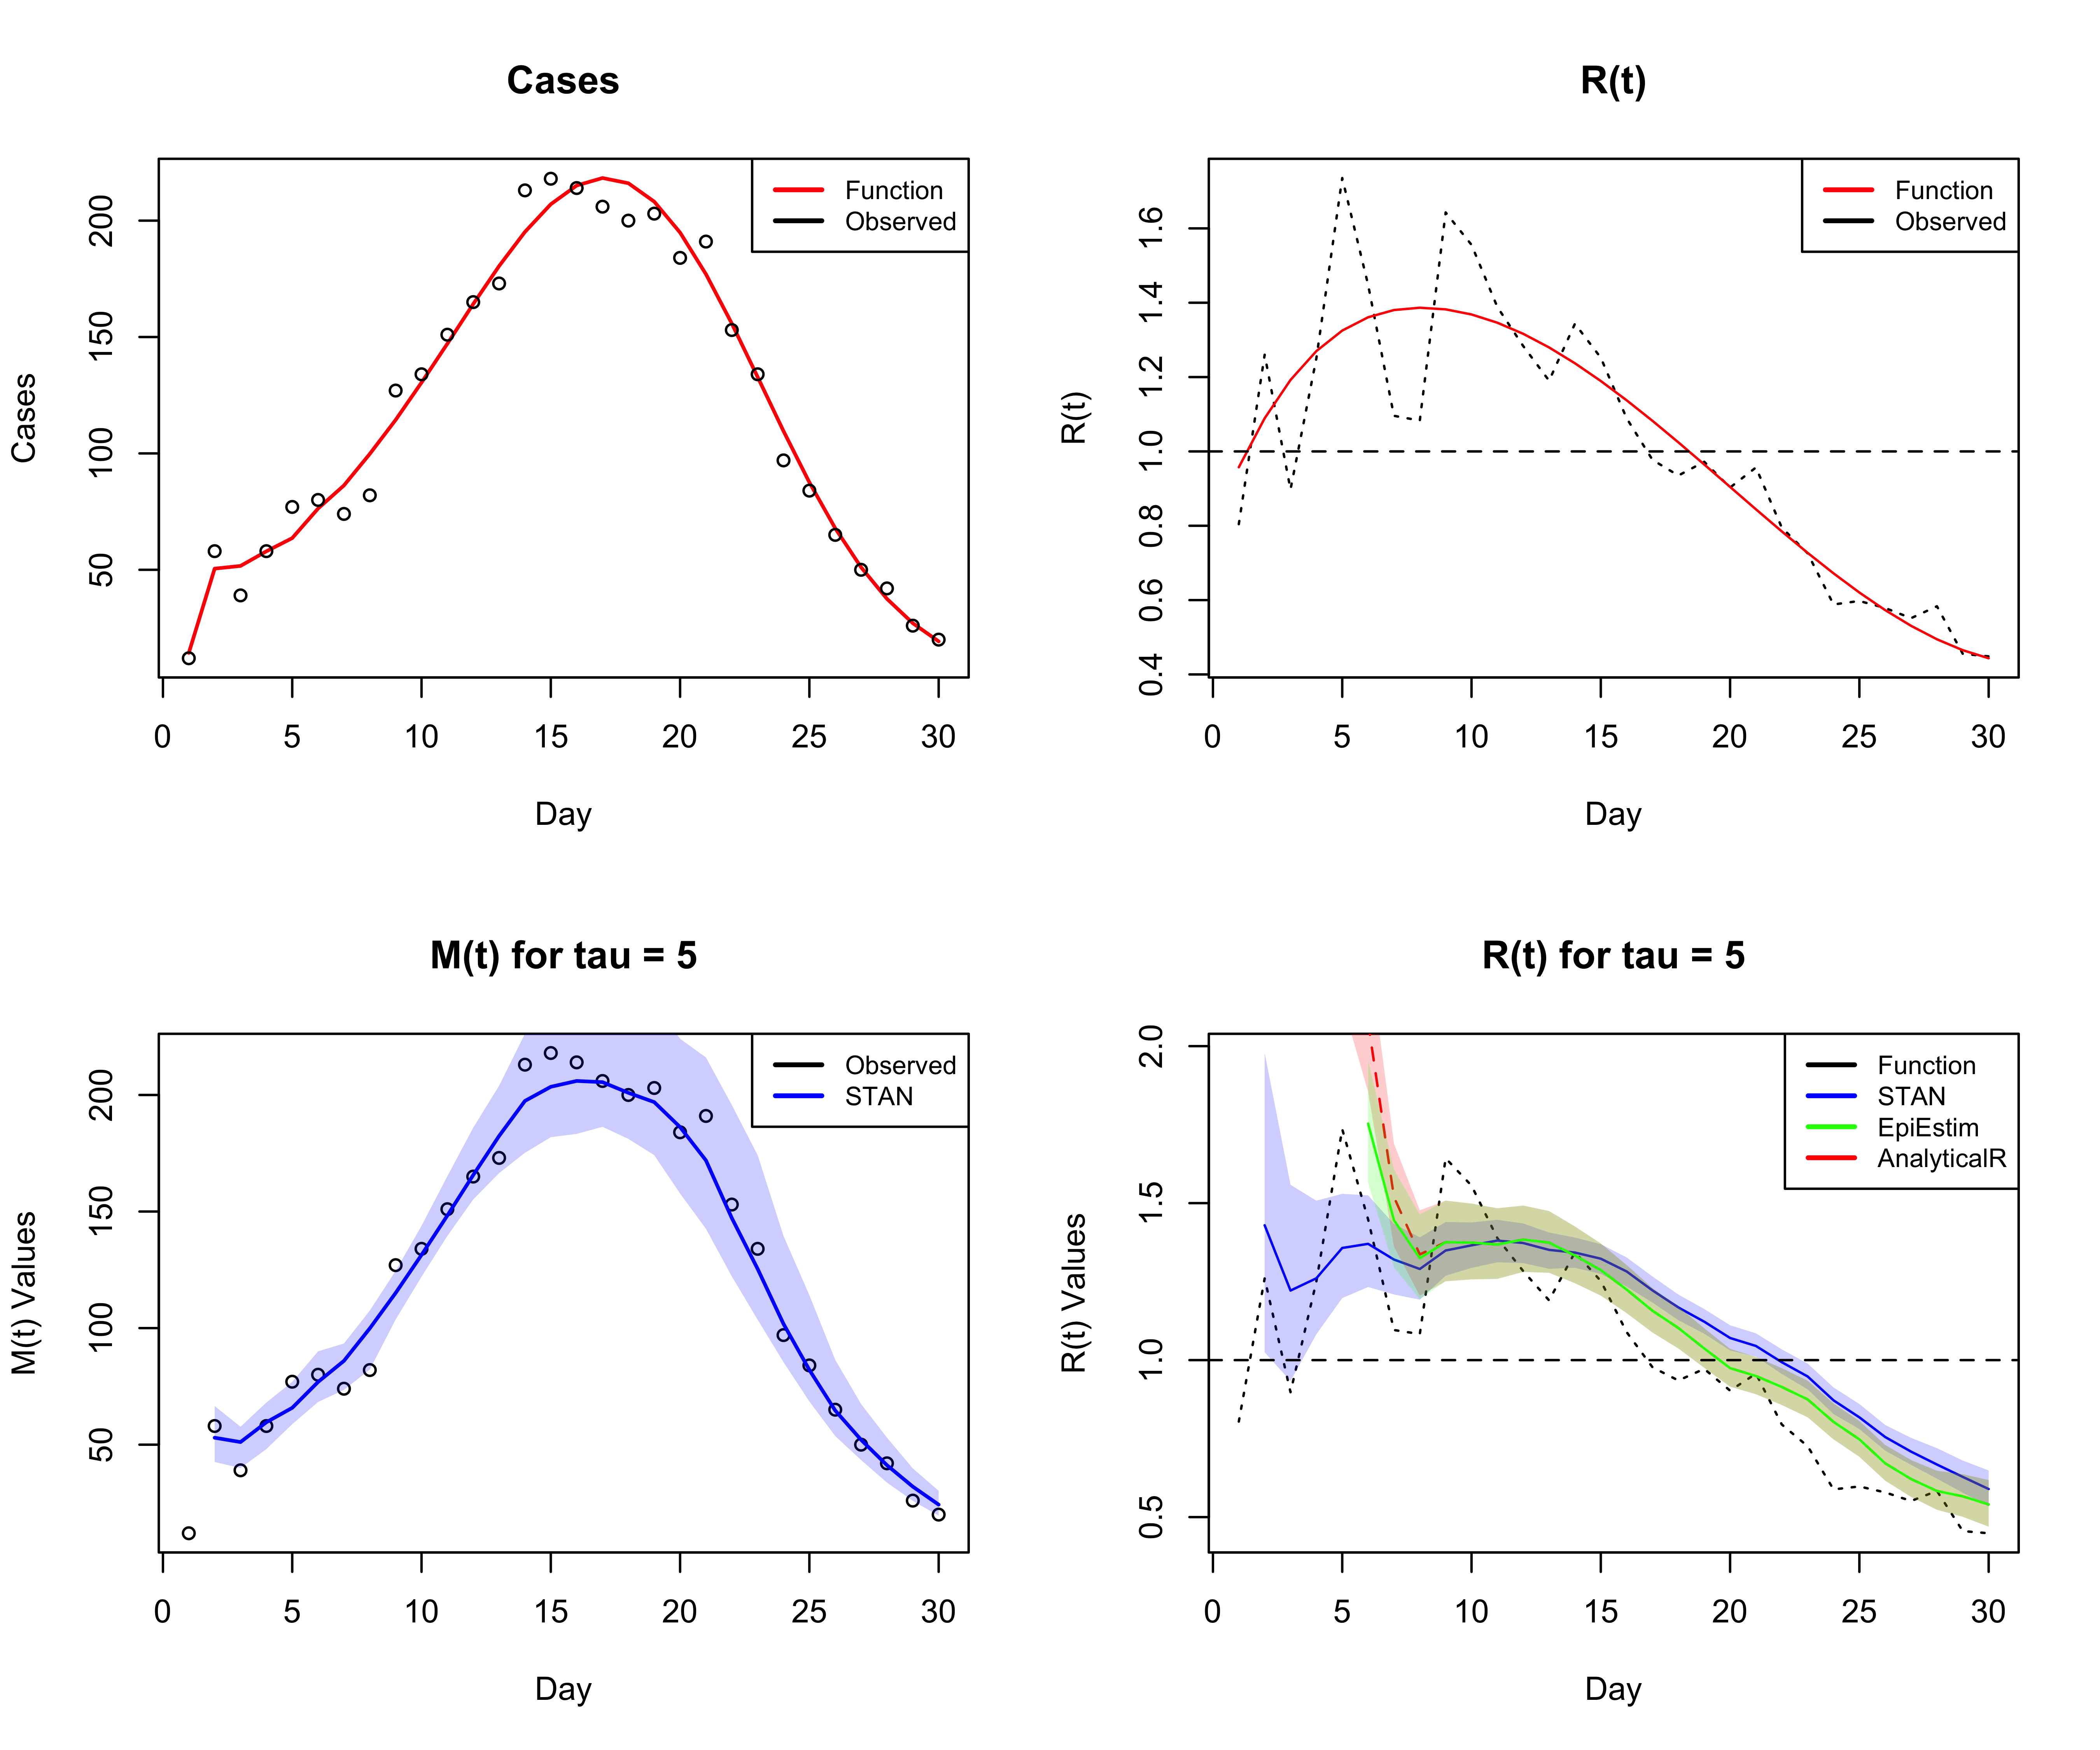 Cases
Function
Observed
Cases
200
150
100
50
0 5 10 15 20 25 30
Day
R(t)
Function
Observed
R(t)
1.6
1.4
1.2
1.0
0.8
0.6
0.4
0 5 10 15 20 25 30
Day
M(t) for tau = 5
Observed
STAN
M(t) Values
200
150
100
50
0 5 10 15 20 25 30
Day
R(t) for tau = 5
Function
STAN
EpiEstim
AnalyticalR
R(t) Values
2.0
1.5
1.0
0.5
0 5 10 15 20 25 30
Day